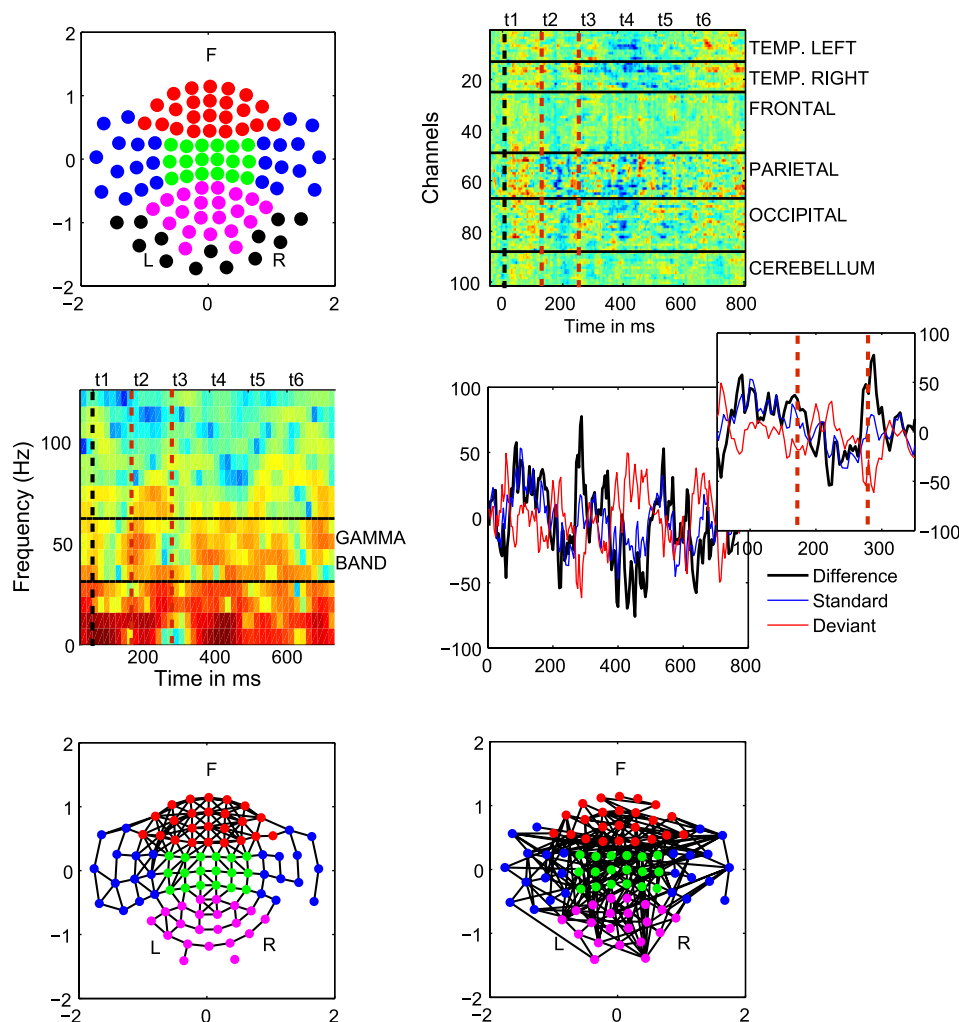 2
1
0
−1
−2
−2
0
2
F
L
R
t1 t2 t3 t4 t5 t6
TEMP. LEFT
TEMP. RIGHT
FRONTAL
PARIETAL
OCCIPITAL
CEREBELLUM
Channels
20
40
60
80
100
0 200 400 600 800
Time in ms
t1 t2 t3 t4 t5 t6
Frequency (Hz)
100
50
0
GAMMA
BAND
200 400 600
Time in ms
100
50
0
−50
−100
0 200 400 600 800
100
50
0
−50
−100
100 200 300
Difference
Standard
Deviant
2
1
0
−1
−2
−2 0 2
F
L
R
2
1
0
−1
−2
−2 0 2
F
L
R